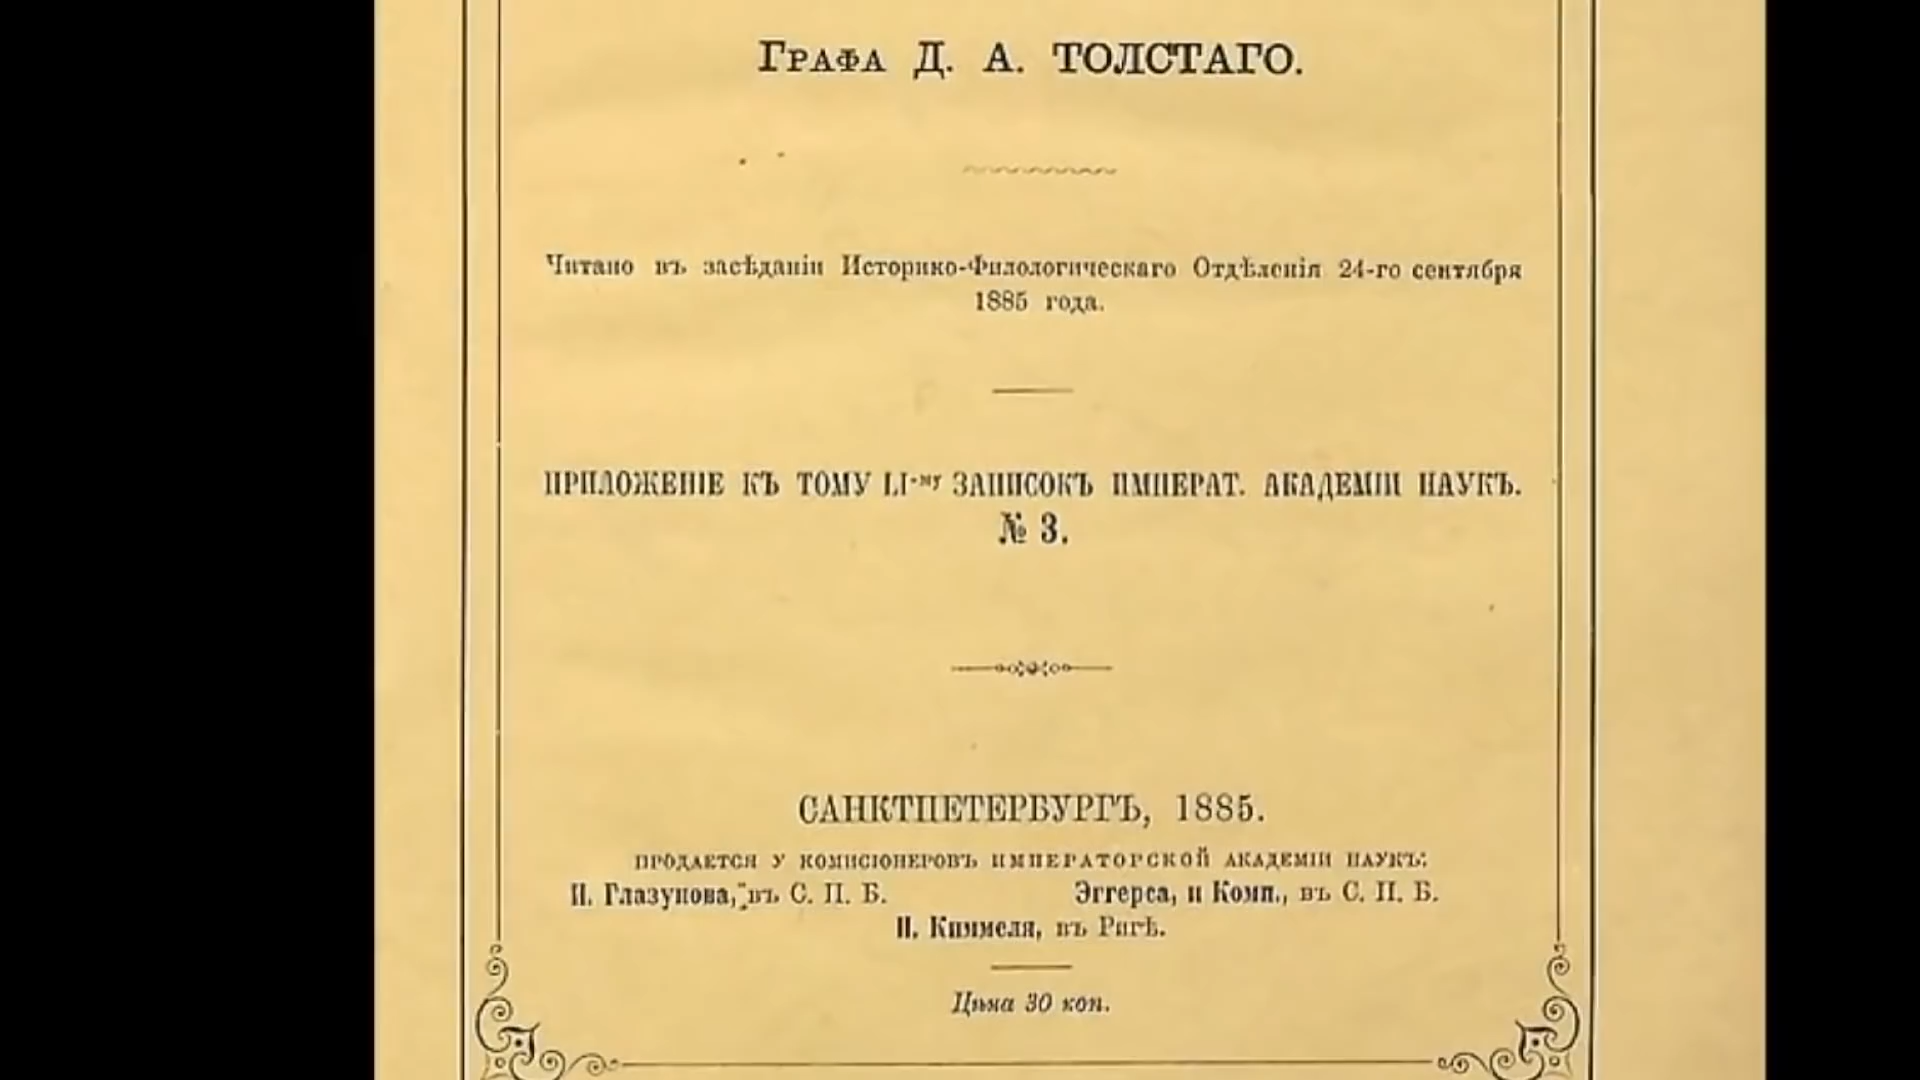 Графа Д. А. ТОЛСТАГО.
Читано въ засѣданіи Историко-Филологическаго Отдѣленія 24-го сентября
1885 года.
ПРИЛОЖЕНІЕ КЪ ТОМУ LI-му ЗАПИСОКЪ ИМПЕРАТ. АКАДЕМІИ НАУКЪ.
№ 3.
САНКТПЕТЕРБУРГЪ, 1885.
ПРОДАЕТСЯ У КОМИСІОНЕРОВЪ ИМПЕРАТОРСКОЙ АКАДЕМІИ НАУКЪ:
И. Глазунова, въ С. П. Б. Эггерса, и Комп., въ С. П. Б.
Н. Киммеля, въ Ригѣ.
Цѣна 30 коп.